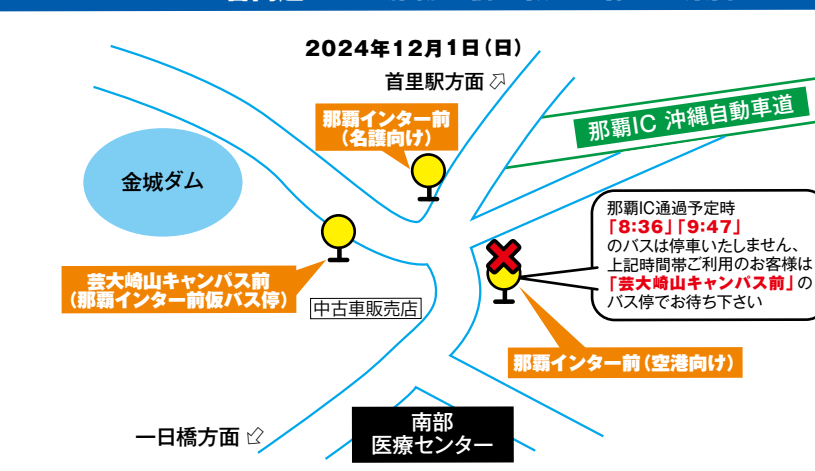 2024年12月1日(日)
首里駅方面
那覇インター前
(名護向け)
那覇IC 沖縄自動車道
金城ダム
那覇IC通過予定時
「8:36」「9:47」
のバスは停車いたしません、
上記時間帯ご利用のお客様は
「芸大崎山キャンパス前」の
バス停でお待ち下さい
芸大崎山キャンパス前
(那覇インター前仮バス停)
中古車販売店
那覇インター前(空港向け)
一日橋方面
南部
医療センター